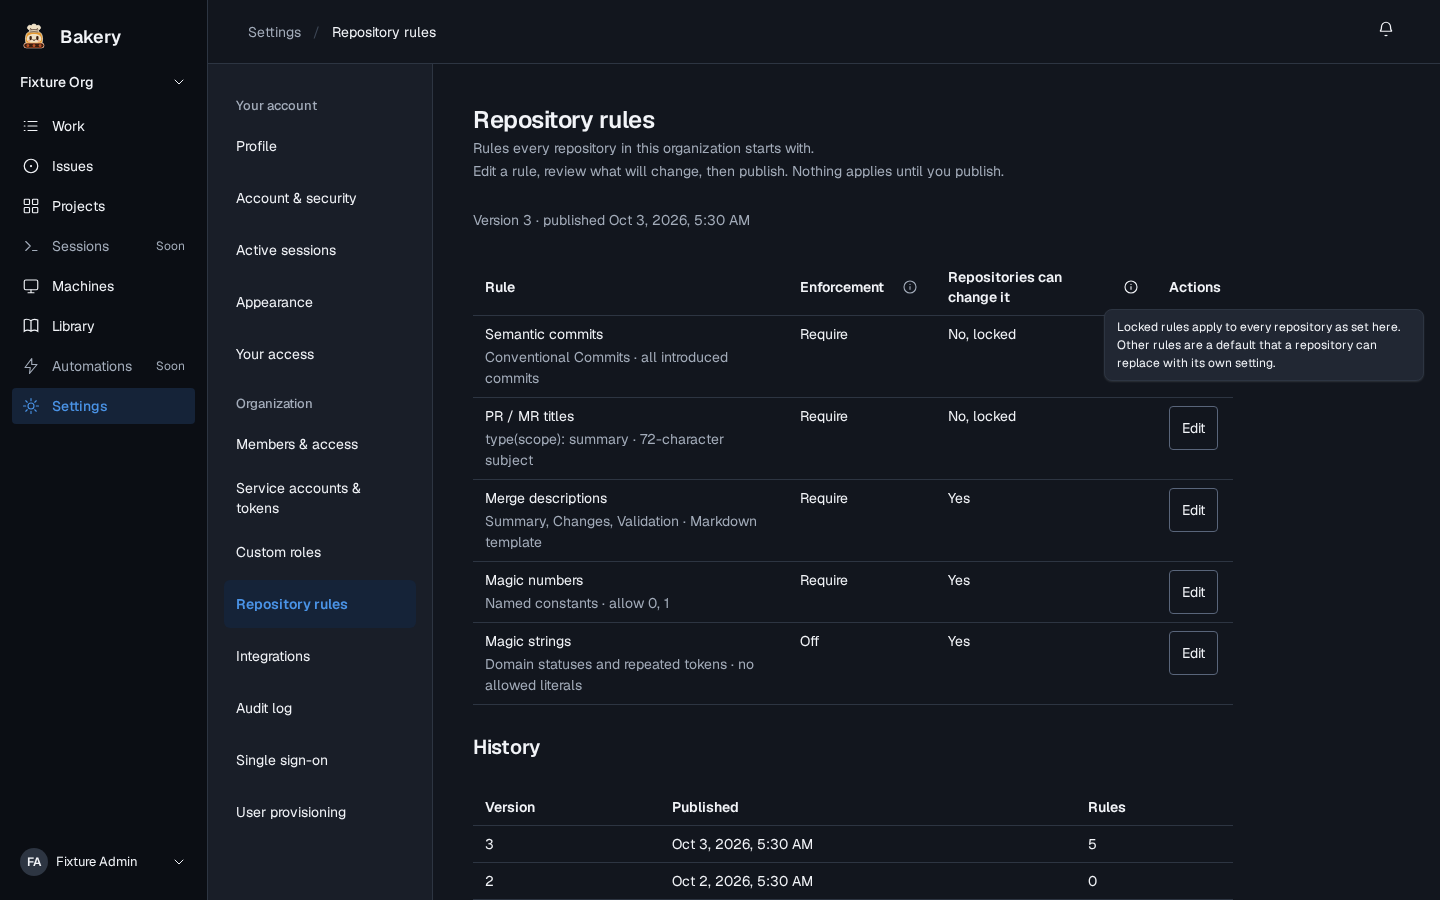 Bakery
Fixture Org
Work
Issues
Projects
Sessions Soon
Machines
Library
Automations Soon
Settings
FA Fixture Admin
Settings / Repository rules
Your account
Profile
Account & security
Active sessions
Appearance
Your access
Organization
Members & access
Service accounts &
tokens
Custom roles
Repository rules
Integrations
Audit log
Single sign-on
User provisioning
Repository rules
Rules every repository in this organization starts with.
Edit a rule, review what will change, then publish. Nothing applies until you publish.
Version 3 · published Oct 3, 2026, 5:30 AM
Rule Enforcement Repositories can
change it Actions
Locked rules apply to every repository as set here.
Other rules are a default that a repository can
replace with its own setting.
Semantic commits Require No, locked
Conventional Commits · all introduced
commits
PR / MR titles Require No, locked Edit
type(scope): summary · 72-character
subject
Merge descriptions Require Yes Edit
Summary, Changes, Validation · Markdown
template
Magic numbers Require Yes Edit
Named constants · allow 0, 1
Magic strings Off Yes Edit
Domain statuses and repeated tokens · no
allowed literals
History
Version Published Rules
3 Oct 3, 2026, 5:30 AM 5
2 Oct 2, 2026, 5:30 AM 0